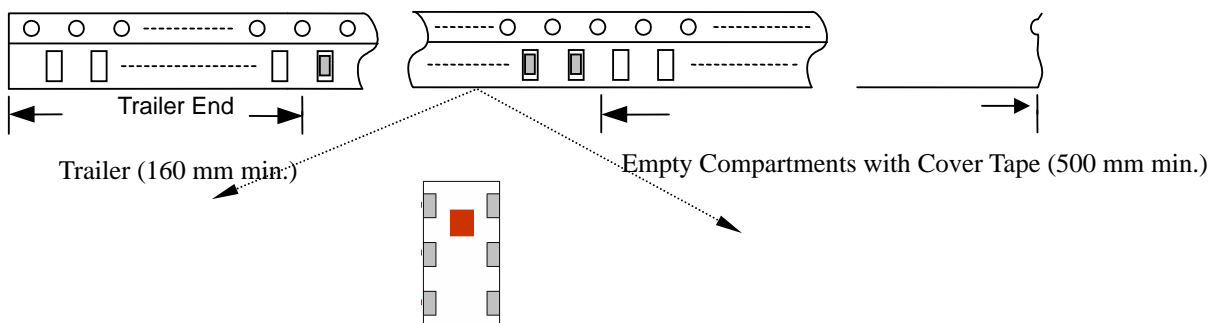 Trailer End
Trailer (160 mm min.)
Empty Compartments with Cover Tape (500 mm min.)